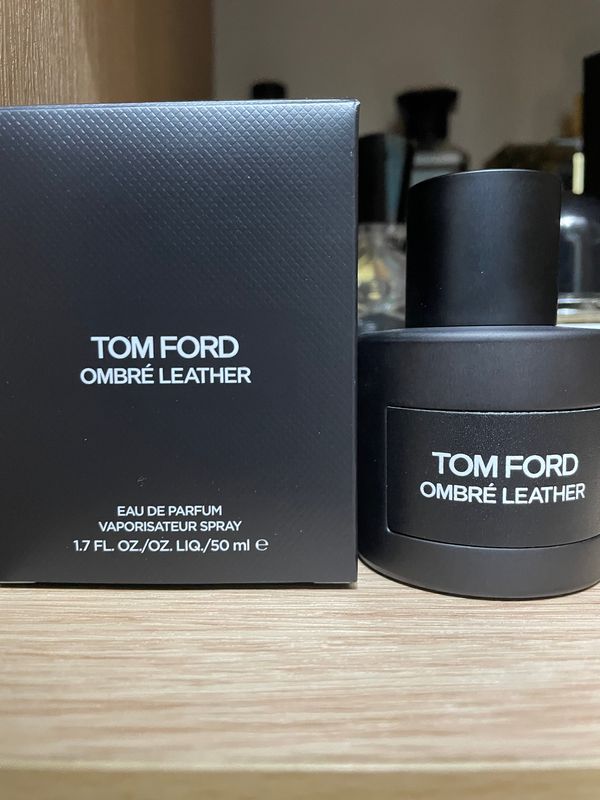 TOM FORD
OMBRÉ LEATHER
EAU DE PARFUM
VAPORISATEUR SPRAY
1.7 FL. OZ./OZ. LIQ./50 ml ℮
TOM FORD
OMBRÉ LEATHER